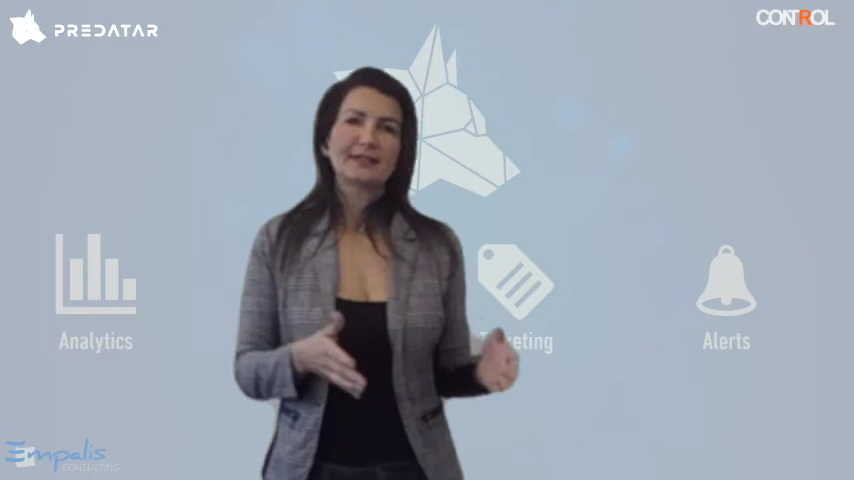 PREDATAR
CONTROL
Analytics
Alerts
Empalis
CONSULTING